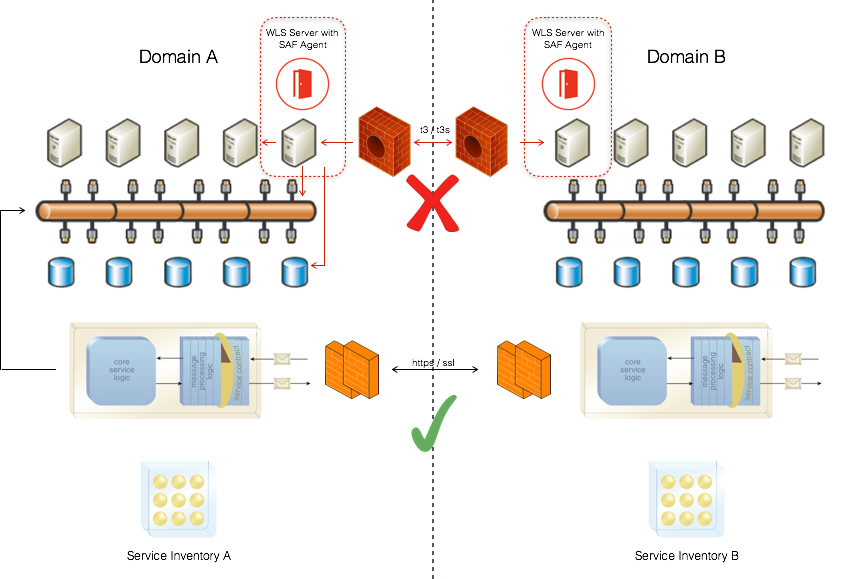 WLS Server with
SAF Agent
Domain A
WLS Server with
SAF Agent
Domain B
t3 / t3s
core
service
logic
message
processing
logic
service contract
https / ssl
core
service
logic
message
processing
logic
service contract
Service Inventory A
Service Inventory B